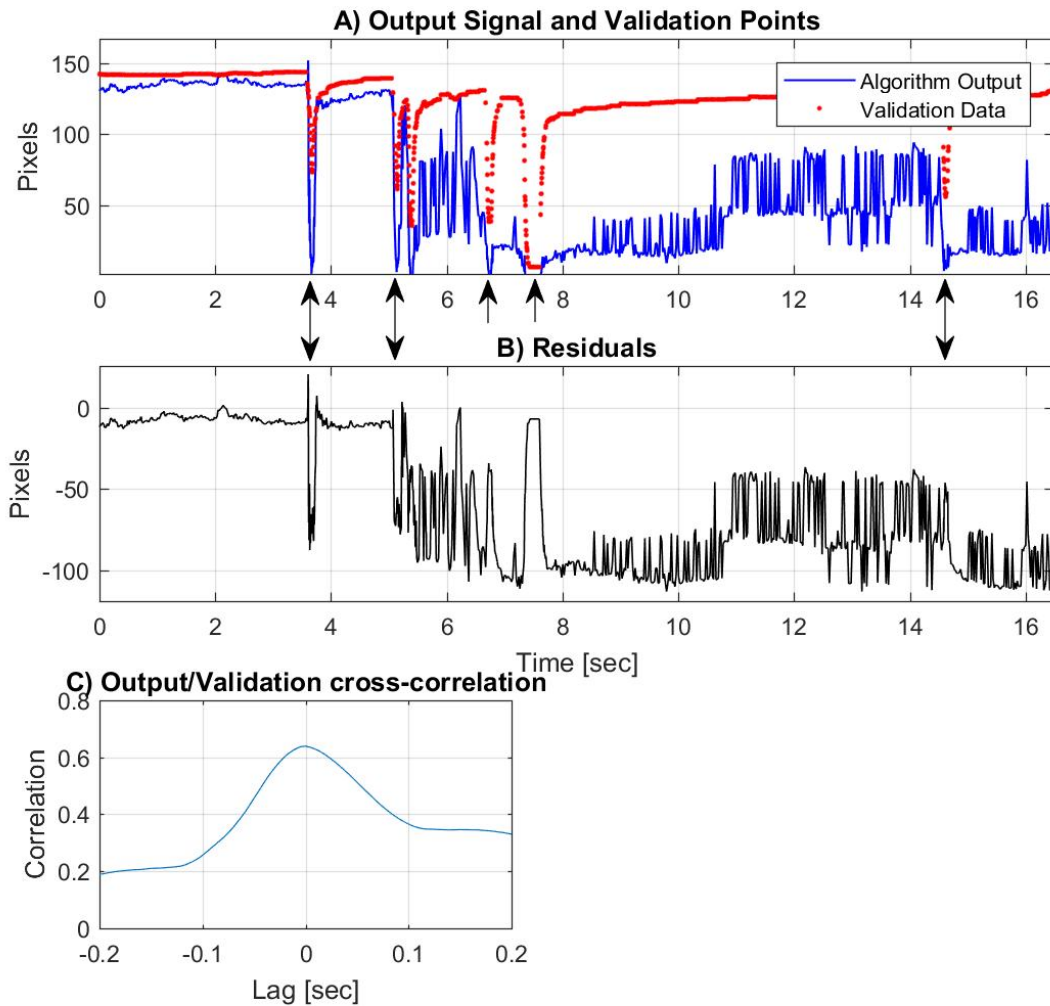 A) Output Signal and Validation Points
150
100
50
Pixels
Algorithm Output
Validation Data
0 2 4 6 8 10 12 14 16
B) Residuals
0
-50
-100
Pixels
0 2 4 6 8 10 12 14 16
Time [sec]
C) Output/Validation cross-correlation
0.8
0.6
0.4
0.2
0
Correlation
-0.2 -0.1 0 0.1 0.2
Lag [sec]